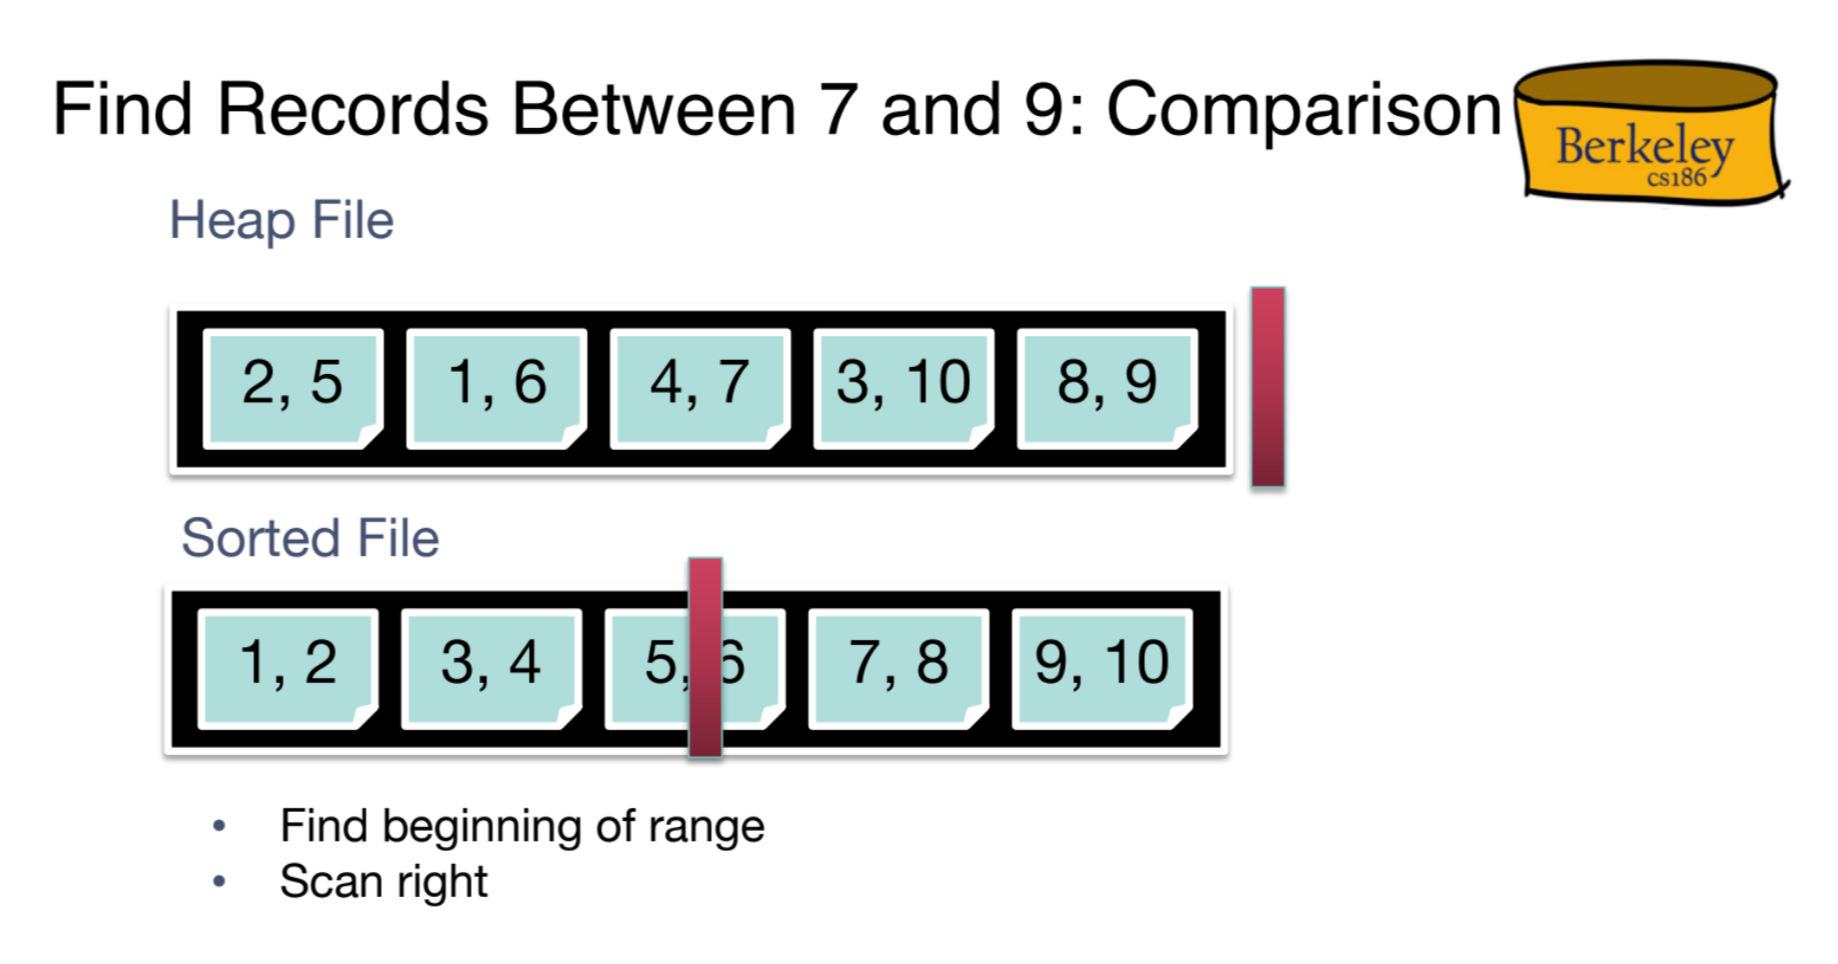 Find Records Between 7 and 9: Comparison
Berkeley
cs186
Heap File
2, 5 1, 6 4, 7 3, 10 8, 9
Sorted File
1, 2 3, 4 5, 6 7, 8 9, 10
• Find beginning of range
• Scan right